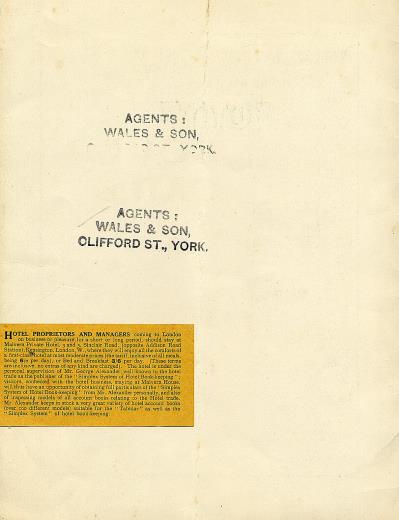 AGENTS:
WALES & SON,
YORK.
AGENTS:
WALES & SON,
CLIFFORD ST., YORK.
HOTEL PROPRIETORS AND MANAGERS coming to London
on business or pleasure for a short or long period, should stay at
Malvern Private Hotel, Sinclair Road, (opposite Addison Road
Station) Kensington, London, W., where they will enjoy all the comforts of
a first-class hotel at most moderate prices (the tariff, inclusive of all meals,
being per day), or Bed and Breakfast 3/6 per day. (These terms
are inclusive, no extras of any kind are charged). The hotel is under the
personal supervision of Mr. George Alexander, well known to the hotel
trade as the publisher of the "Simplex System of Hotel Book-keeping";
visitors, connected with the hotel business, staying at Malvern House,
will thus have an opportunity of obtaining full particulars of the "Simplex
System of Hotel Book-keeping" from Mr. Alexander personally, and also
of inspecting models of all account books relating to the Hotel trade.
Mr. Alexander keeps in stock a very great variety of hotel account books
(over 700 different models) suitable for the "Tabular" as well as the
"Simplex System" of hotel book-keeping.